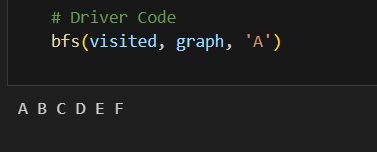 # Driver Code
bfs(visited, graph, 'A')
A B C D E F